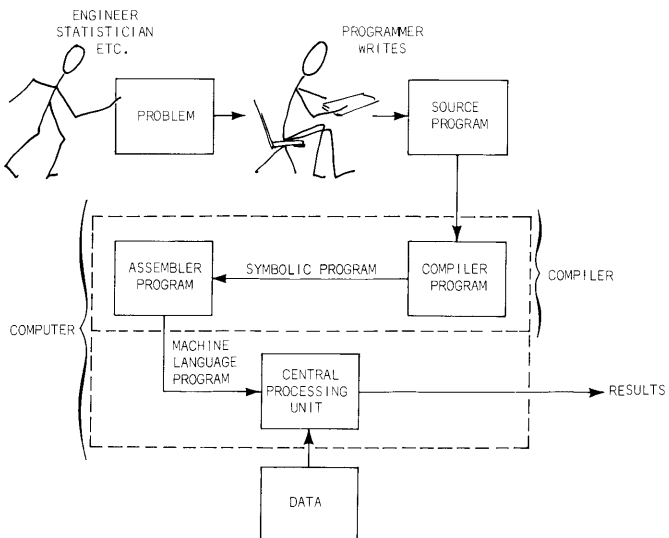 ENGINEER
STATISTICIAN
ETC.
PROGRAMMER
WRITES
PROBLEM
SOURCE
PROGRAM
ASSEMBLER
PROGRAM
SYMBOLIC PROGRAM
COMPILER
PROGRAM
COMPILER
COMPUTER
MACHINE
LANGUAGE
PROGRAM
CENTRAL
PROCESSING
UNIT
RESULTS
DATA